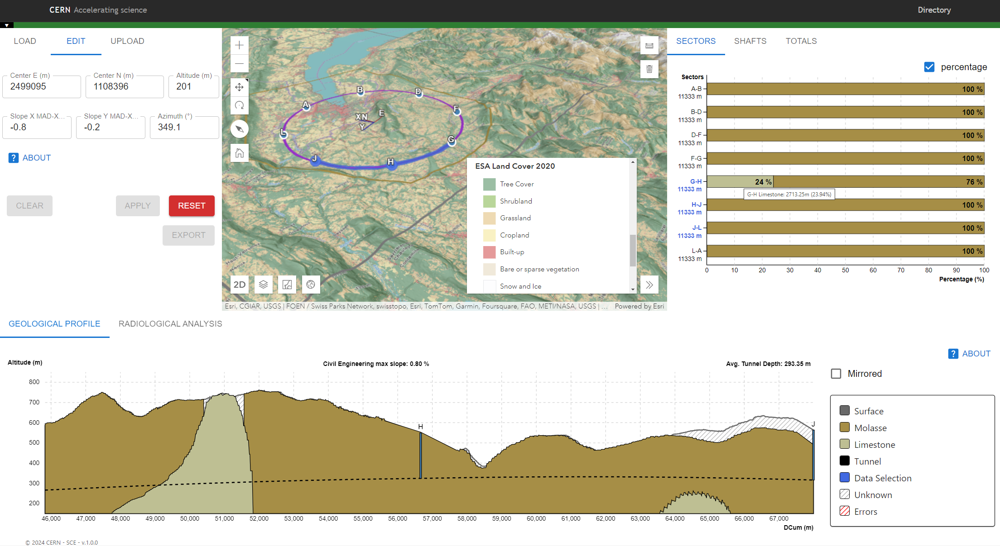 CERN Accelerating science
Directory
LOAD
EDIT
UPLOAD
Center E (m)
2499095
Center N (m)
1108396
Altitude (m)
201
Slope X MAD-X...
-0.8
Slope Y MAD-X...
-0.2
Azimuth (°)
349.1
? ABOUT
CLEAR
APPLY
RESET
EXPORT
A
B
D
F
G
H
J
L
XN
Y
E
ESA Land Cover 2020
Tree Cover
Shrubland
Grassland
Cropland
Built-up
Bare or sparse vegetation
Snow and Ice
2D
Esri, CGIAR, USGS | FOEN / Swiss Parks Network, swisstopo, Esri, TomTom, Garmin, Foursquare, FAO, METI/NASA, USGS | ...
Powered by Esri
SECTORS
SHAFTS
TOTALS
percentage
Sectors
A-B
11333 m
100 %
B-D
11333 m
100 %
D-F
11333 m
100 %
F-G
11333 m
100 %
G-H
11333 m
24 %
76 %
G-H Limestone: 2713.25m (23.94%)
H-J
11333 m
100 %
J-L
11333 m
100 %
L-A
11333 m
100 %
0 10 20 30 40 50 60 70 80 90 100
Percentage (%)
GEOLOGICAL PROFILE
RADIOLOGICAL ANALYSIS
? ABOUT
Altitude (m)
Civil Engineering max slope: 0.80 %
Avg. Tunnel Depth: 293.35 m
Mirrored
800
700
600
500
400
300
200
H
J
46,000 47,000 48,000 49,000 50,000 51,000 52,000 53,000 54,000 55,000 56,000 57,000 58,000 59,000 60,000 61,000 62,000 63,000 64,000 65,000 66,000 67,000
DCum (m)
Surface
Molasse
Limestone
Tunnel
Data Selection
Unknown
Errors
© 2024 CERN - SCE - v.1.0.0